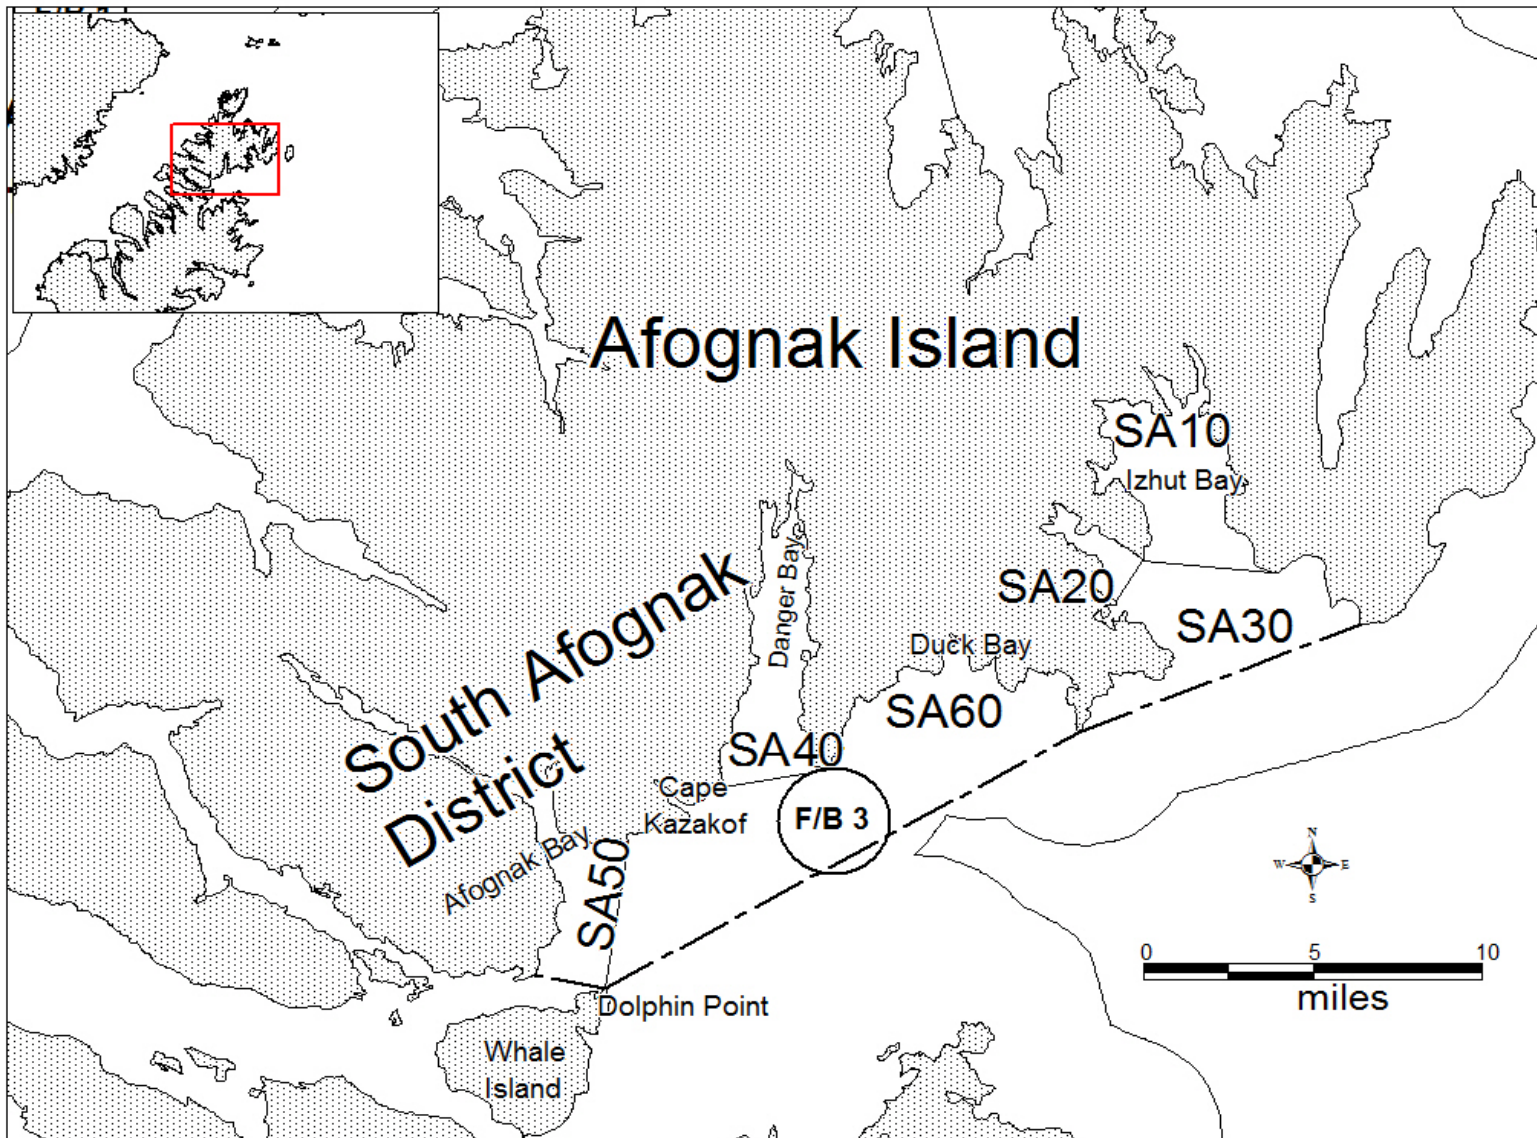 Afognak Island
SA10
Izhut Bay
South Afognak
District
Danger Bay
SA20
SA30
Duck Bay
SA60
SA40
Cape
Kazakof
F/B 3
Afognak Bay
SA50
N
W E
S
0 5 10
miles
Dolphin Point
Whale
Island